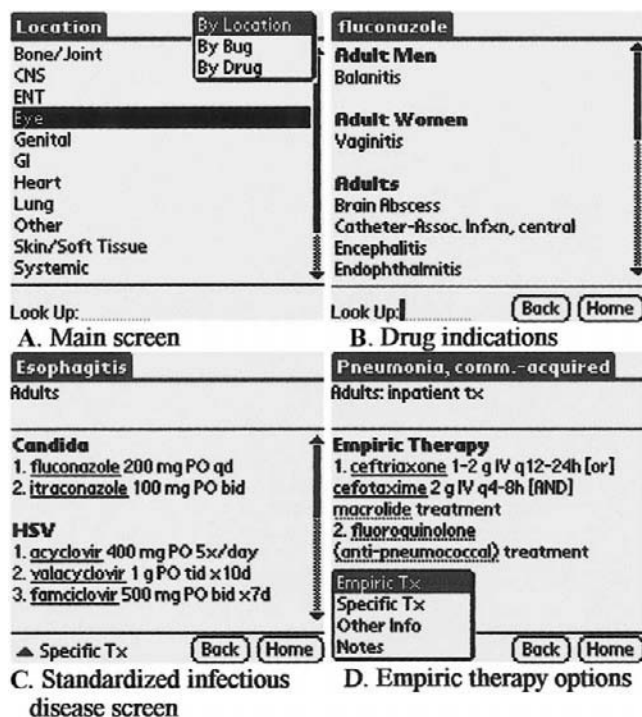 Location
By Location
By Bug
By Drug
Bone/Joint
CNS
ENT
Eye
Genital
GI
Heart
Lung
Other
Skin/Soft Tissue
Systemic
Look Up:
A. Main screen
fluconazole
Adult Men
Balanitis
Adult Women
Vaginitis
Adults
Brain Abscess
Catheter-Assoc. Infxn, central
Encephalitis
Endophthalmitis
Look Up:
Back
Home
B. Drug indications
Esophagitis
Adults
Candida
1. fluconazole 200 mg PO qd
2. itraconazole 100 mg PO bid
HSV
1. acyclovir 400 mg PO 5x/day
2. valacyclovir 1 g PO tid x10d
3. famciclovir 500 mg PO bid x7d
Specific Tx
Back
Home
C. Standardized infectious
disease screen
Pneumonia, comm.-acquired
Adults: inpatient tx
Empiric Therapy
1. ceftriaxone 1-2 g IV q12-24h [or]
cefotaxime 2 g IV q4-8h [AND]
macrolide treatment
2. fluoroquinolone
(anti-pneumococcal) treatment
Empiric Tx
Specific Tx
Other Info
Notes
Back
Home
D. Empiric therapy options